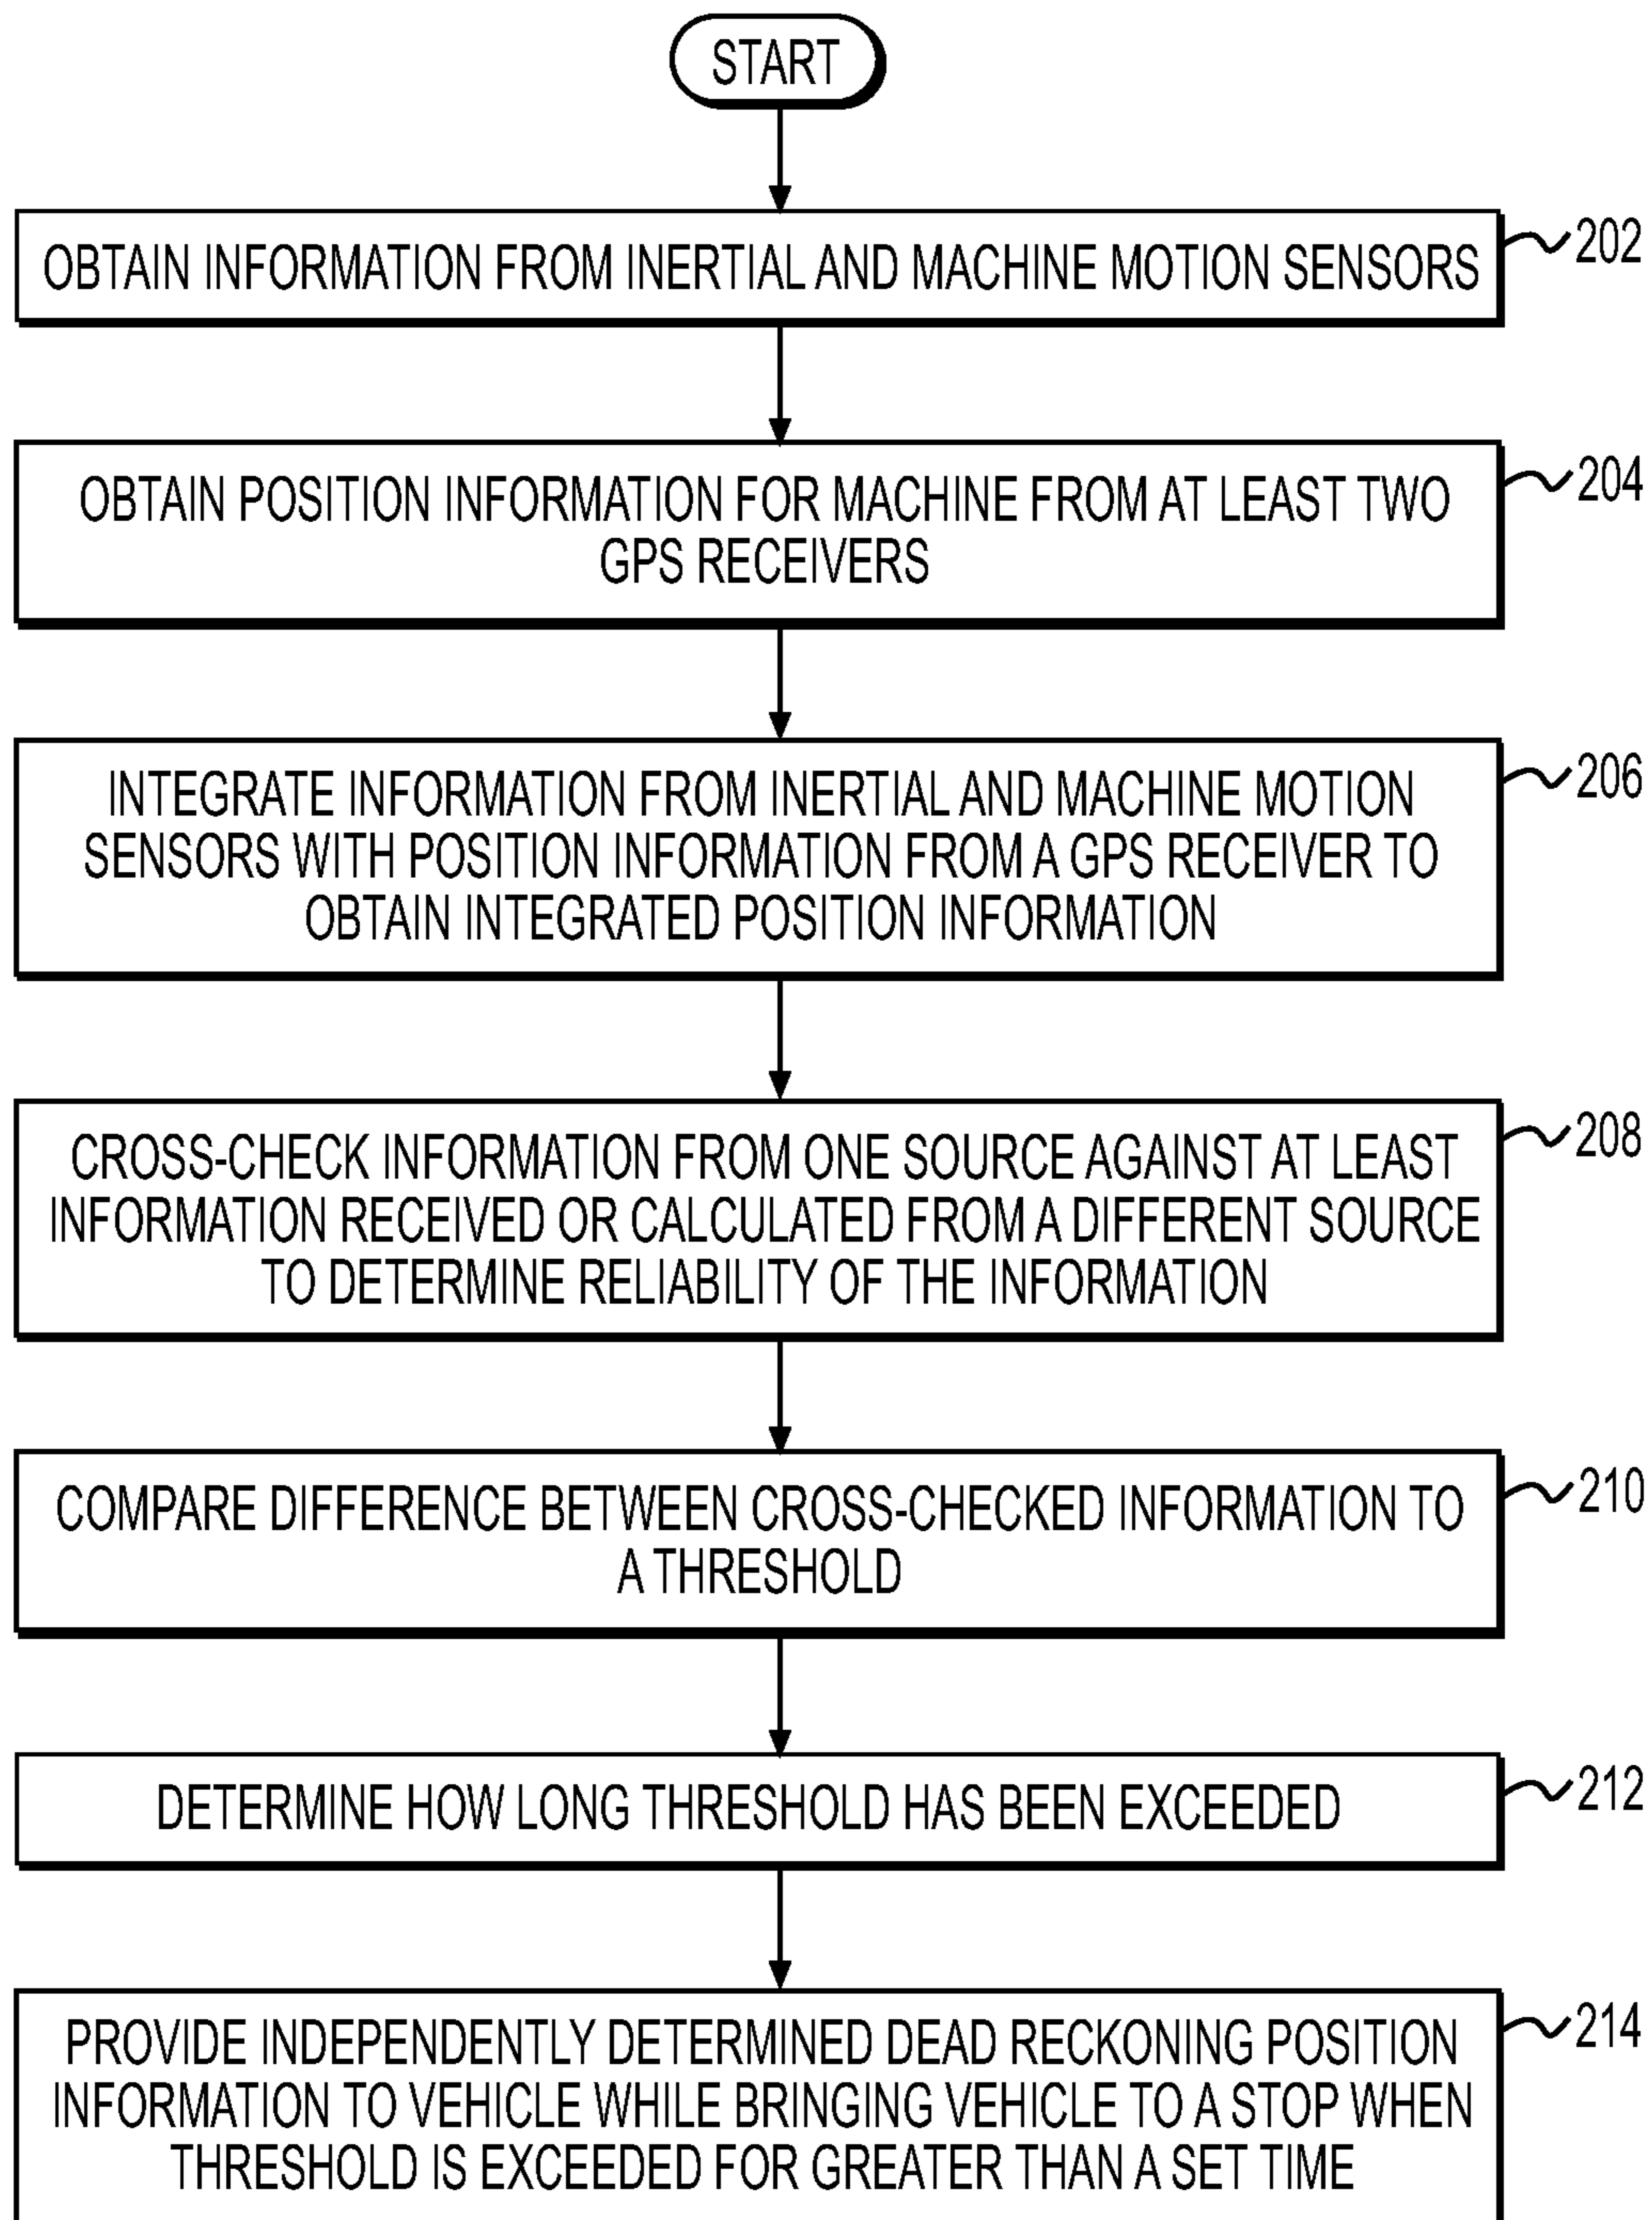 START
OBTAIN INFORMATION FROM INERTIAL AND MACHINE MOTION SENSORS
202
OBTAIN POSITION INFORMATION FOR MACHINE FROM AT LEAST TWO
GPS RECEIVERS
204
INTEGRATE INFORMATION FROM INERTIAL AND MACHINE MOTION
SENSORS WITH POSITION INFORMATION FROM A GPS RECEIVER TO
OBTAIN INTEGRATED POSITION INFORMATION
206
CROSS-CHECK INFORMATION FROM ONE SOURCE AGAINST AT LEAST
INFORMATION RECEIVED OR CALCULATED FROM A DIFFERENT SOURCE
TO DETERMINE RELIABILITY OF THE INFORMATION
208
COMPARE DIFFERENCE BETWEEN CROSS-CHECKED INFORMATION TO
A THRESHOLD
210
DETERMINE HOW LONG THRESHOLD HAS BEEN EXCEEDED
212
PROVIDE INDEPENDENTLY DETERMINED DEAD RECKONING POSITION
INFORMATION TO VEHICLE WHILE BRINGING VEHICLE TO A STOP WHEN
THRESHOLD IS EXCEEDED FOR GREATER THAN A SET TIME
214